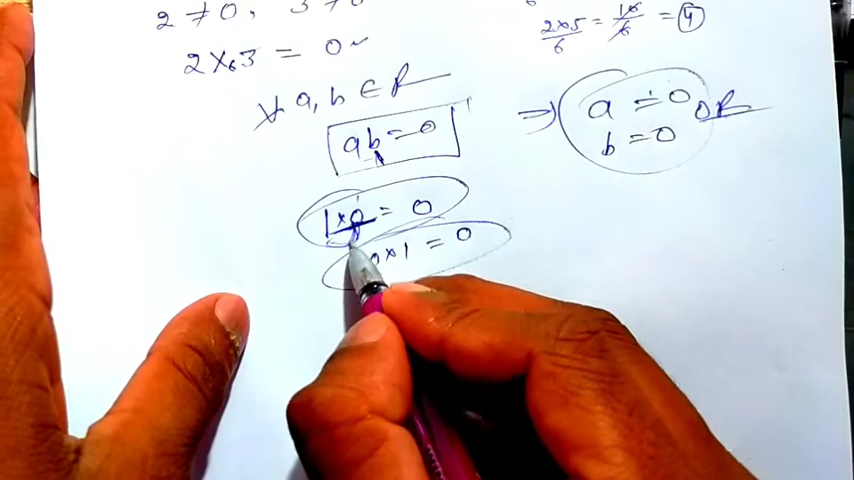 2 ≠ 0, 3 ≠ 0
2 ×₆ 3 = 0
2×5/6 = 10/6 = 4
∀ a, b ∈ R
ab = 0 ⇒ a = 0 OR
b = 0
1 × 0 = 0
0 × 1 = 0